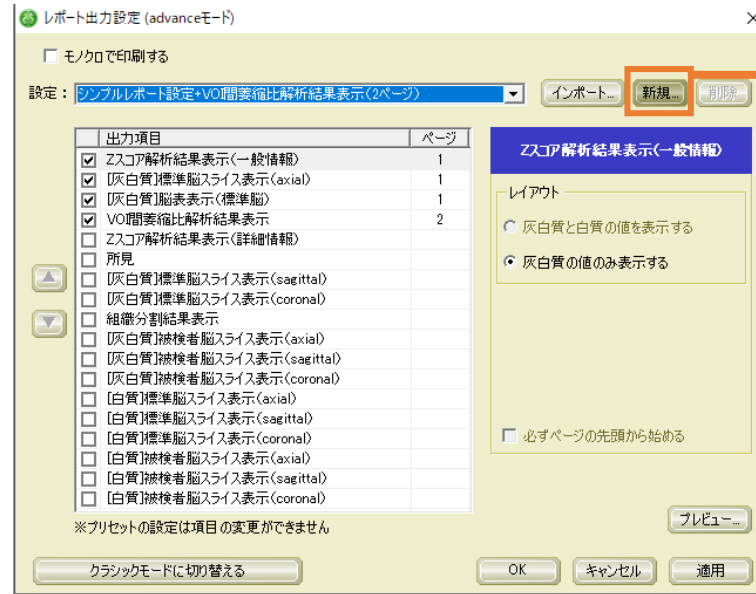 レポート出力設定 (advanceモード)
モノクロで印刷する
設定： シンプルレポート設定+VOI間萎縮比解析結果表示(2ページ) インポート... 新規... 削除
出力項目 ページ
Zスコア解析結果表示(一般情報) 1
[灰白質]標準脳スライス表示(axial) 1
[灰白質]脳表表示(標準脳) 1
VOI間萎縮比解析結果表示 2
Zスコア解析結果表示(詳細情報)
所見
[灰白質]標準脳スライス表示(sagittal)
[灰白質]標準脳スライス表示(coronal)
組織分割結果表示
[灰白質]被検者脳スライス表示(axial)
[灰白質]被検者脳スライス表示(sagittal)
[灰白質]被検者脳スライス表示(coronal)
[白質]標準脳スライス表示(axial)
[白質]標準脳スライス表示(sagittal)
[白質]標準脳スライス表示(coronal)
[白質]被検者脳スライス表示(axial)
[白質]被検者脳スライス表示(sagittal)
[白質]被検者脳スライス表示(coronal)
※プリセットの設定は項目の変更ができません
Zスコア解析結果表示(一般情報)
レイアウト
灰白質と白質の値を表示する
灰白質の値のみ表示する
必ずページの先頭から始める
プレビュー...
クラシックモードに切り替える OK キャンセル 適用